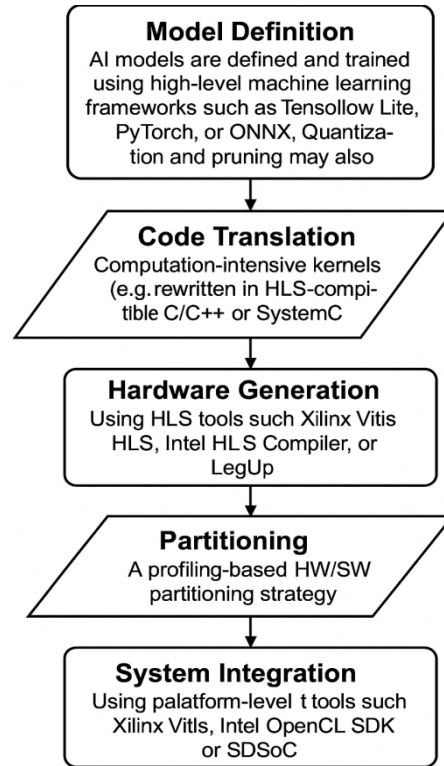 Model Definition
AI models are defined and trained
using high-level machine learning
frameworks such as Tensollow Lite,
PyTorch, or ONNX, Quantiza-
tion and pruning may also
Code Translation
Computation-intensive kernels
(e.g.rewritten in HLS-compi-
tible C/C++ or SystemC
Hardware Generation
Using HLS tools such Xilinx Vitis
HLS, Intel HLS Compiler, or
LegUp
Partitioning
A profiling-based HW/SW
partitioning strategy
System Integration
Using palatform-level t tools such
Xilinx Vitls, Intel OpenCL SDK
or SDSoC